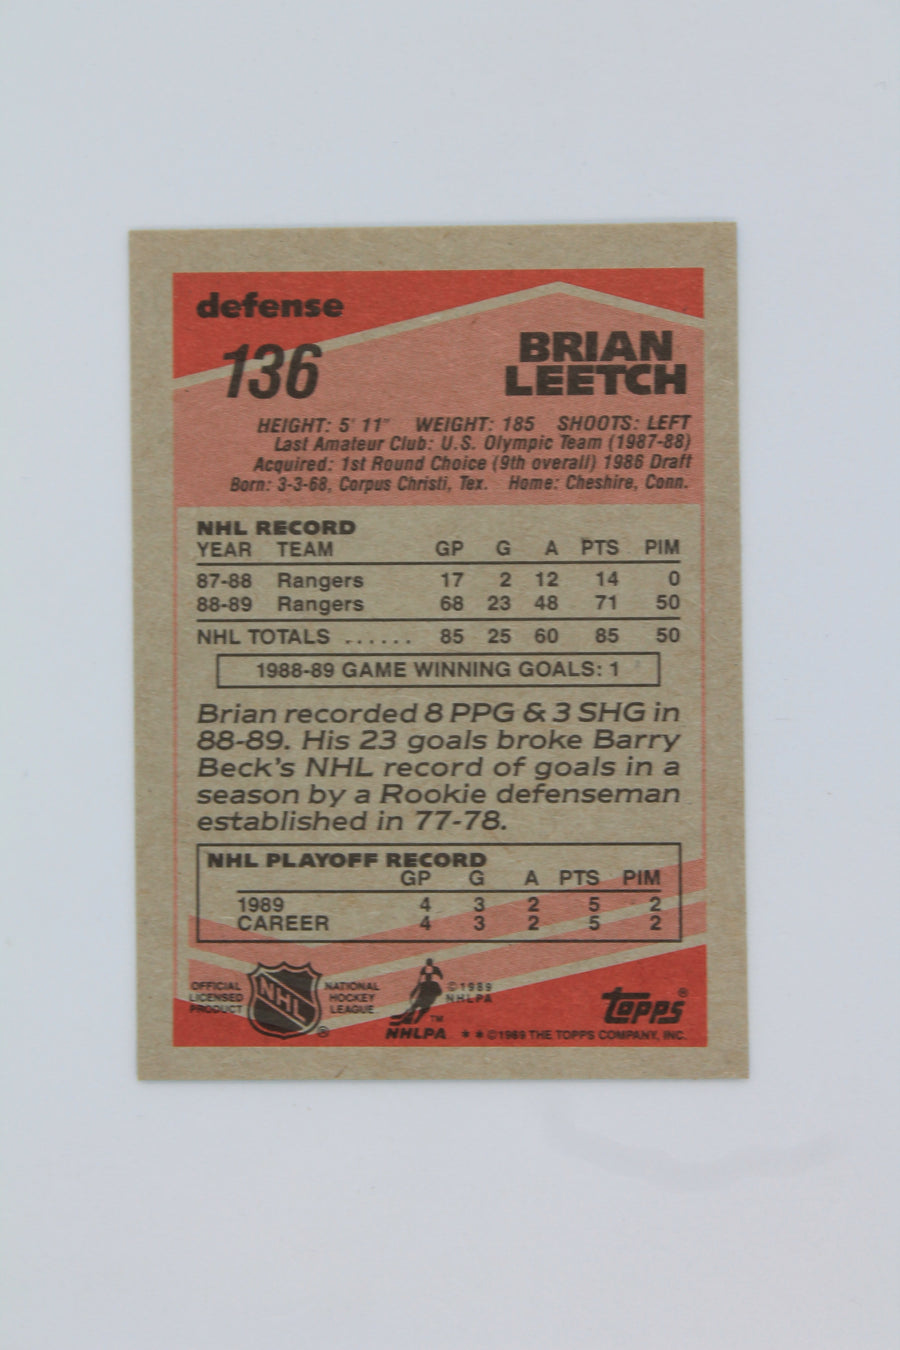 defense
136
BRIAN
LEETCH
HEIGHT: 5' 11" WEIGHT: 185 SHOOTS: LEFT
Last Amateur Club: U.S. Olympic Team (1987-88)
Acquired: 1st Round Choice (9th overall) 1986 Draft
Born: 3-3-68, Corpus Christi, Tex. Home: Cheshire, Conn.
NHL RECORD
YEAR TEAM GP G A PTS PIM
87-88 Rangers 17 2 12 14 0
88-89 Rangers 68 23 48 71 50
NHL TOTALS ...... 85 25 60 85 50
1988-89 GAME WINNING GOALS: 1
Brian recorded 8 PPG & 3 SHG in
88-89. His 23 goals broke Barry
Beck's NHL record of goals in a
season by a Rookie defenseman
established in 77-78.
NHL PLAYOFF RECORD
GP G A PTS PIM
1989 4 3 2 5 2
CAREER 4 3 2 5 2
OFFICIAL
LICENSED
PRODUCT
NHL
®
NATIONAL
HOCKEY
LEAGUE
TM
NHLPA
©1989
NHLPA
topps®
**©1989 THE TOPPS COMPANY, INC.